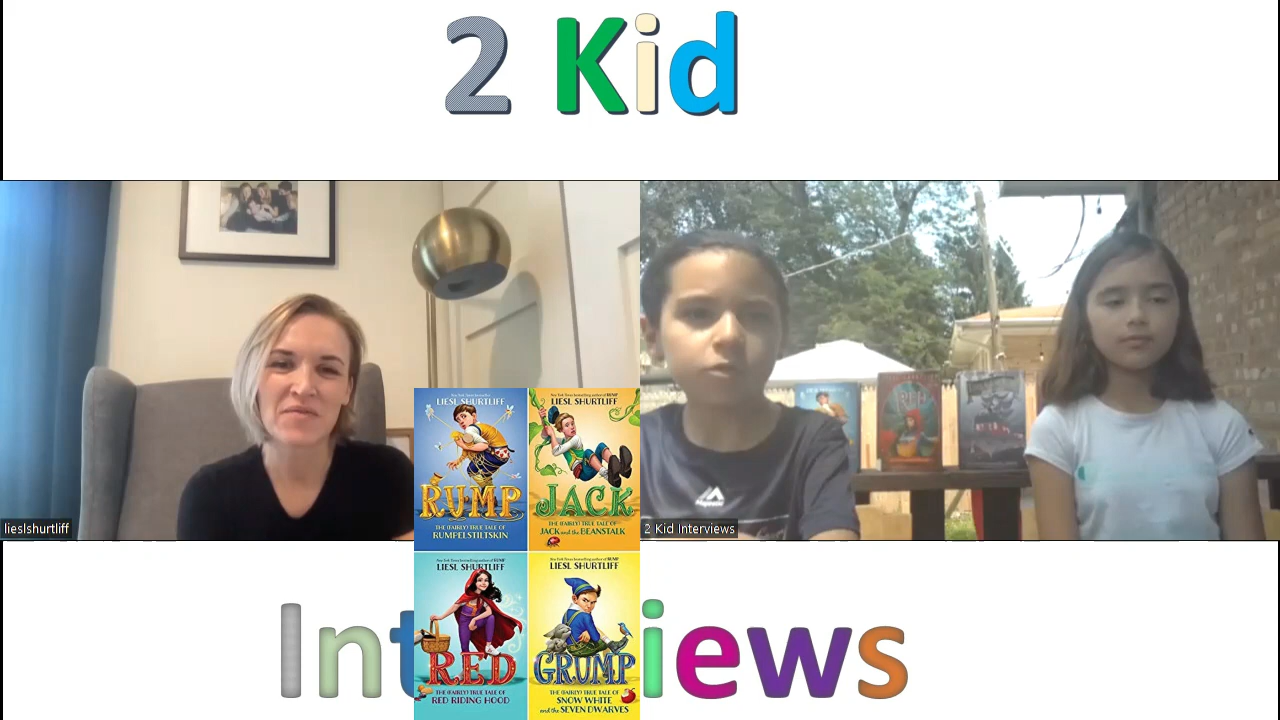 2 Kid
lieslshurtliff
2 Kid Interviews
LIESL SHURTLIFF
RUMP
THE (FAIRLY) TRUE TALE OF
RUMPELSTILTSKIN
LIESL SHURTLIFF
JACK
THE (FAIRLY) TRUE TALE OF
JACK and the BEANSTALK
LIESL SHURTLIFF
RED
THE (FAIRLY) TRUE TALE OF
RED RIDING HOOD
LIESL SHURTLIFF
GRUMP
THE (FAIRLY) TRUE TALE OF
SNOW WHITE
and the SEVEN DWARVES
RED
Int iews